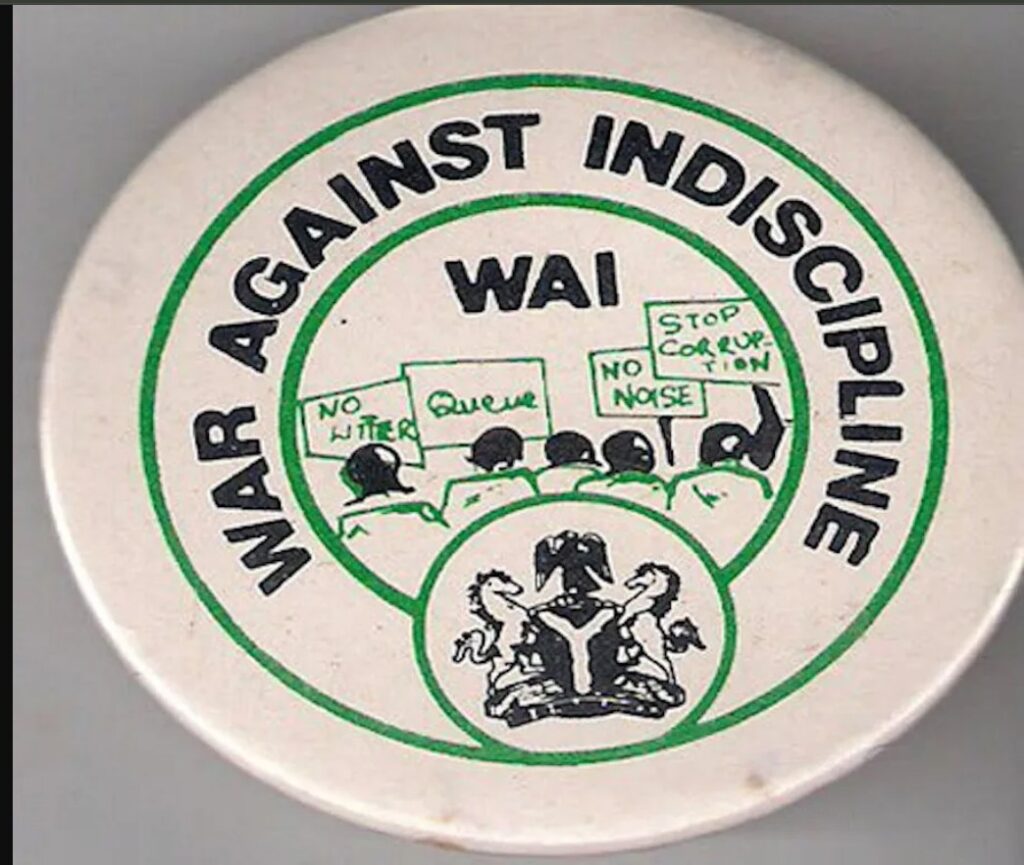 WAR AGAINST INDISCIPLINE
WAI
NO
LITTER
Queue
NO
NOISE
STOP
CORRUP-
TION